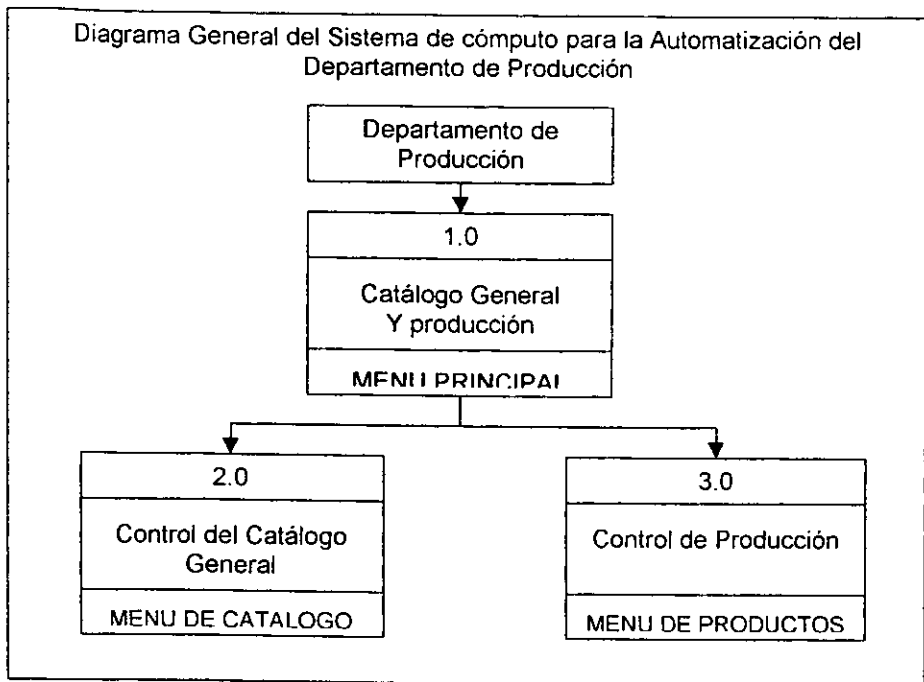 Diagrama General del Sistema de cómputo para la Automatización del
Departamento de Producción
Departamento de
Producción
1.0
Catálogo General
Y producción
MENU PRINCIPAL
2.0
Control del Catálogo
General
MENU DE CATALOGO
3.0
Control de Producción
MENU DE PRODUCTOS